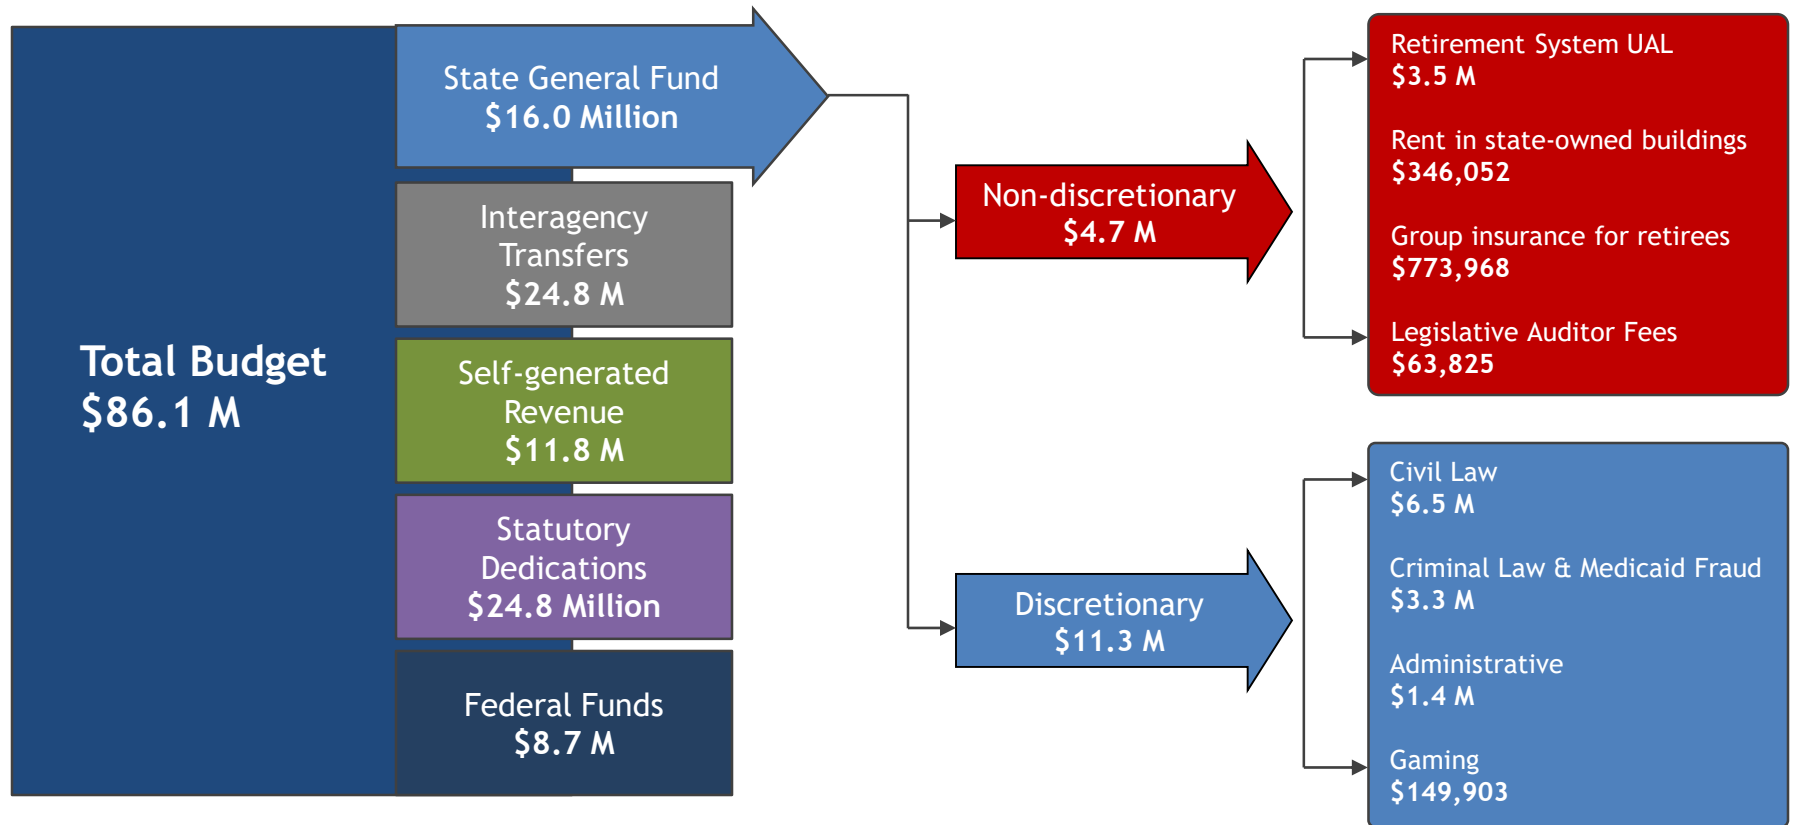 Total Budget
$86.1 M
State General Fund
$16.0 Million
Interagency
Transfers
$24.8 M
Self-generated
Revenue
$11.8 M
Statutory
Dedications
$24.8 Million
Federal Funds
$8.7 M
Non-discretionary
$4.7 M
Discretionary
$11.3 M
Retirement System UAL
$3.5 M
Rent in state-owned buildings
$346,052
Group insurance for retirees
$773,968
Legislative Auditor Fees
$63,825
Civil Law
$6.5 M
Criminal Law & Medicaid Fraud
$3.3 M
Administrative
$1.4 M
Gaming
$149,903